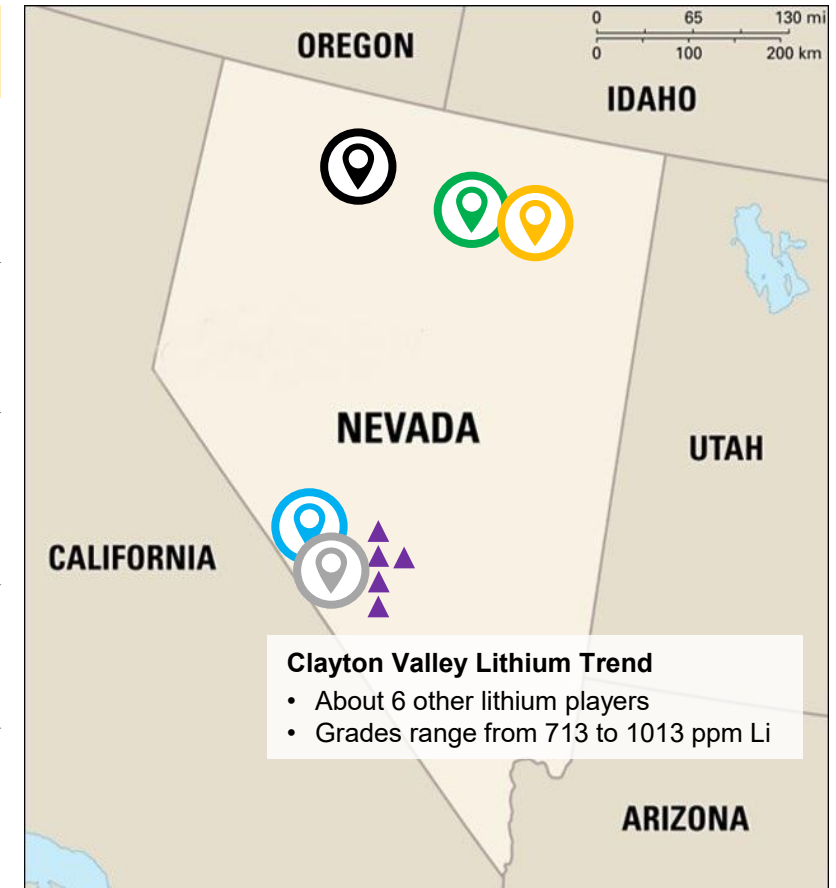 0 65 130 mi
0 100 200 km
OREGON
IDAHO
NEVADA
UTAH
CALIFORNIA
Clayton Valley Lithium Trend
• About 6 other lithium players
• Grades range from 713 to 1013 ppm Li
ARIZONA